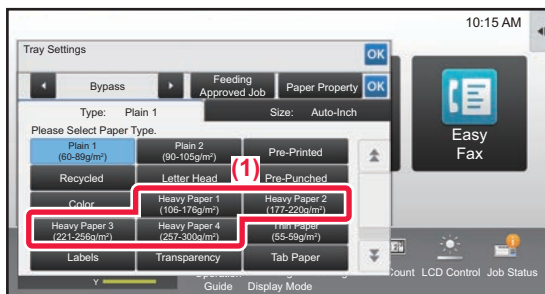 10:15 AM
Tray Settings
OK
Bypass
Feeding
Approved Job
Paper Property
OK
Type: Plain 1
Size: Auto-Inch
Please Select Paper Type.
Plain 1
(60-89g/m²)
Plain 2
(90-105g/m²)
Pre-Printed
Recycled
Letter Head
(1)
Pre-Punched
Color
Heavy Paper 1
(106-176g/m²)
Heavy Paper 2
(177-220g/m²)
Heavy Paper 3
(221-256g/m²)
Heavy Paper 4
(257-300g/m²)
Thin Paper
(55-59g/m²)
Labels
Transparency
Tab Paper
Easy
Fax
Y
Guide
Display Mode
Count
LCD Control
Job Status